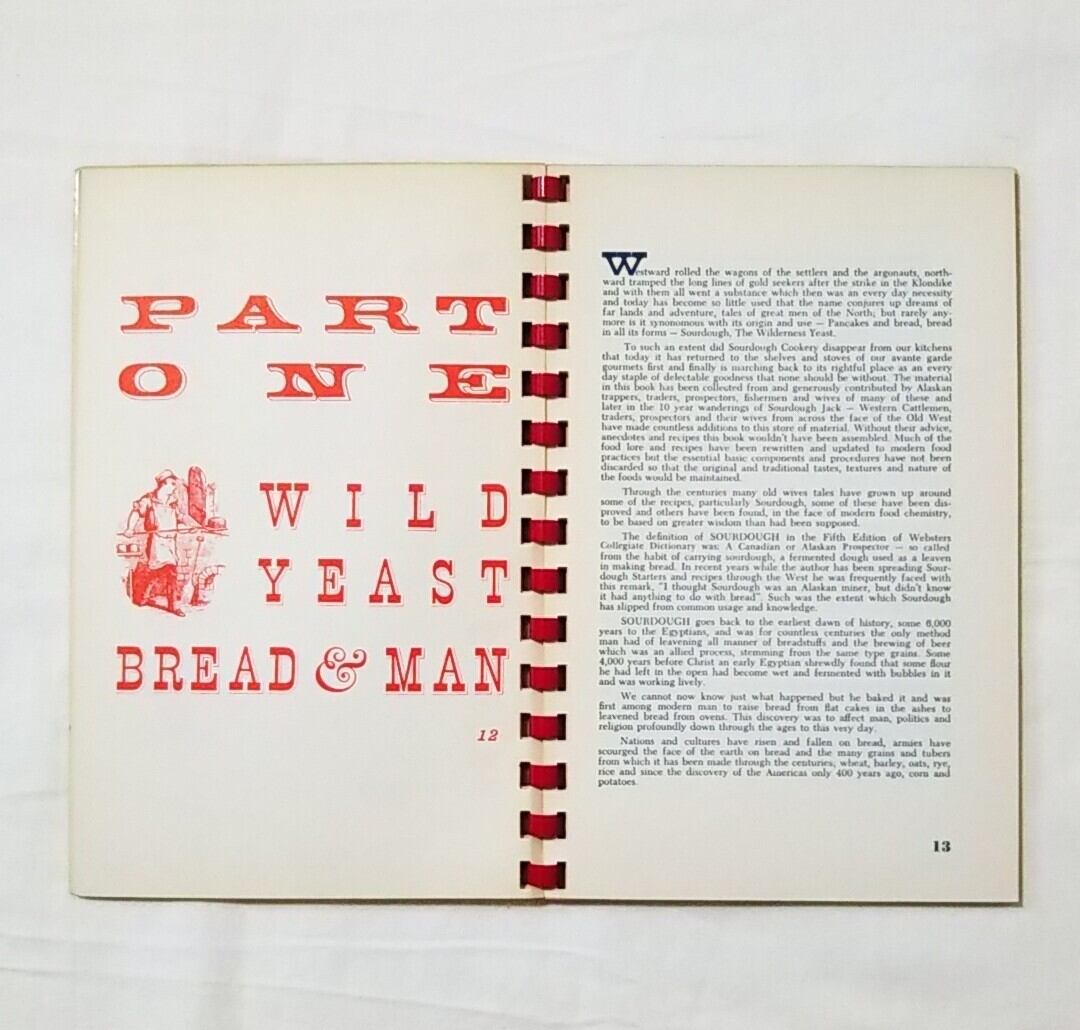 PART
ONE
WILD
YEAST
BREAD & MAN
12
Westward rolled the wagons of the settlers and the argonauts, north-
ward tramped the long lines of gold seekers after the strike in the Klondike
and with them all went a substance which then was an every day necessity
and today has become so little used that the name conjures up dreams of
far lands and adventure, tales of great men of the North; but rarely any-
more is it synonomous with its origin and use — Pancakes and bread, bread
in all its forms — Sourdough, The Wilderness Yeast.
To such an extent did Sourdough Cookery disappear from our kitchens
that today it has returned to the shelves and stoves of our avante garde
gourmets first and finally is marching back to its rightful place as an every
day staple of delectable goodness that none should be without. The material
in this book has been collected from and generously contributed by Alaskan
trappers, traders, prospectors, fishermen and wives of many of these and
later in the 10 year wanderings of Sourdough Jack — Western Cattlemen,
traders, prospectors and their wives from across the face of the Old West
have made countless additions to this store of material. Without their advice,
anecdotes and recipes this book wouldn't have been assembled. Much of the
food lore and recipes have been rewritten and updated to modern food
practices but the essential basic components and procedures have not been
discarded so that the original and traditional tastes, textures and nature of
the foods would be maintained.
Through the centuries many old wives tales have grown up around
some of the recipes, particularly Sourdough, some of these have been dis-
proved and others have been found, in the face of modern food chemistry,
to be based on greater wisdom than had been supposed.
The definition of SOURDOUGH in the Fifth Edition of Websters
Collegiate Dictionary was: A Canadian or Alaskan Prospector — so called
from the habit of carrying sourdough, a fermented dough used as a leaven
in making bread. In recent years while the author has been spreading Sour-
dough Starters and recipes through the West he was frequently faced with
this remark, "I thought Sourdough was an Alaskan miner, but didn't know
it had anything to do with bread". Such was the extent which Sourdough
has slipped from common usage and knowledge.
SOURDOUGH goes back to the earliest dawn of history, some 6,000
years to the Egyptians, and was for countless centuries the only method
man had of leavening all manner of breadstuffs and the brewing of beer
which was an allied process, stemming from the same type grains. Some
4,000 years before Christ an early Egyptian shrewdly found that some flour
he had left in the open had become wet and fermented with bubbles in it
and was working lively.
We cannot now know just what happened but he baked it and was
first among modern man to raise bread from flat cakes in the ashes to
leavened bread from ovens. This discovery was to affect man, politics and
religion profoundly down through the ages to this very day.
Nations and cultures have risen and fallen on bread, armies have
scourged the face of the earth on bread and the many grains and tubers
from which it has been made through the centuries; wheat, barley, oats, rye,
rice and since the discovery of the Americas only 400 years ago, corn and
potatoes.
13